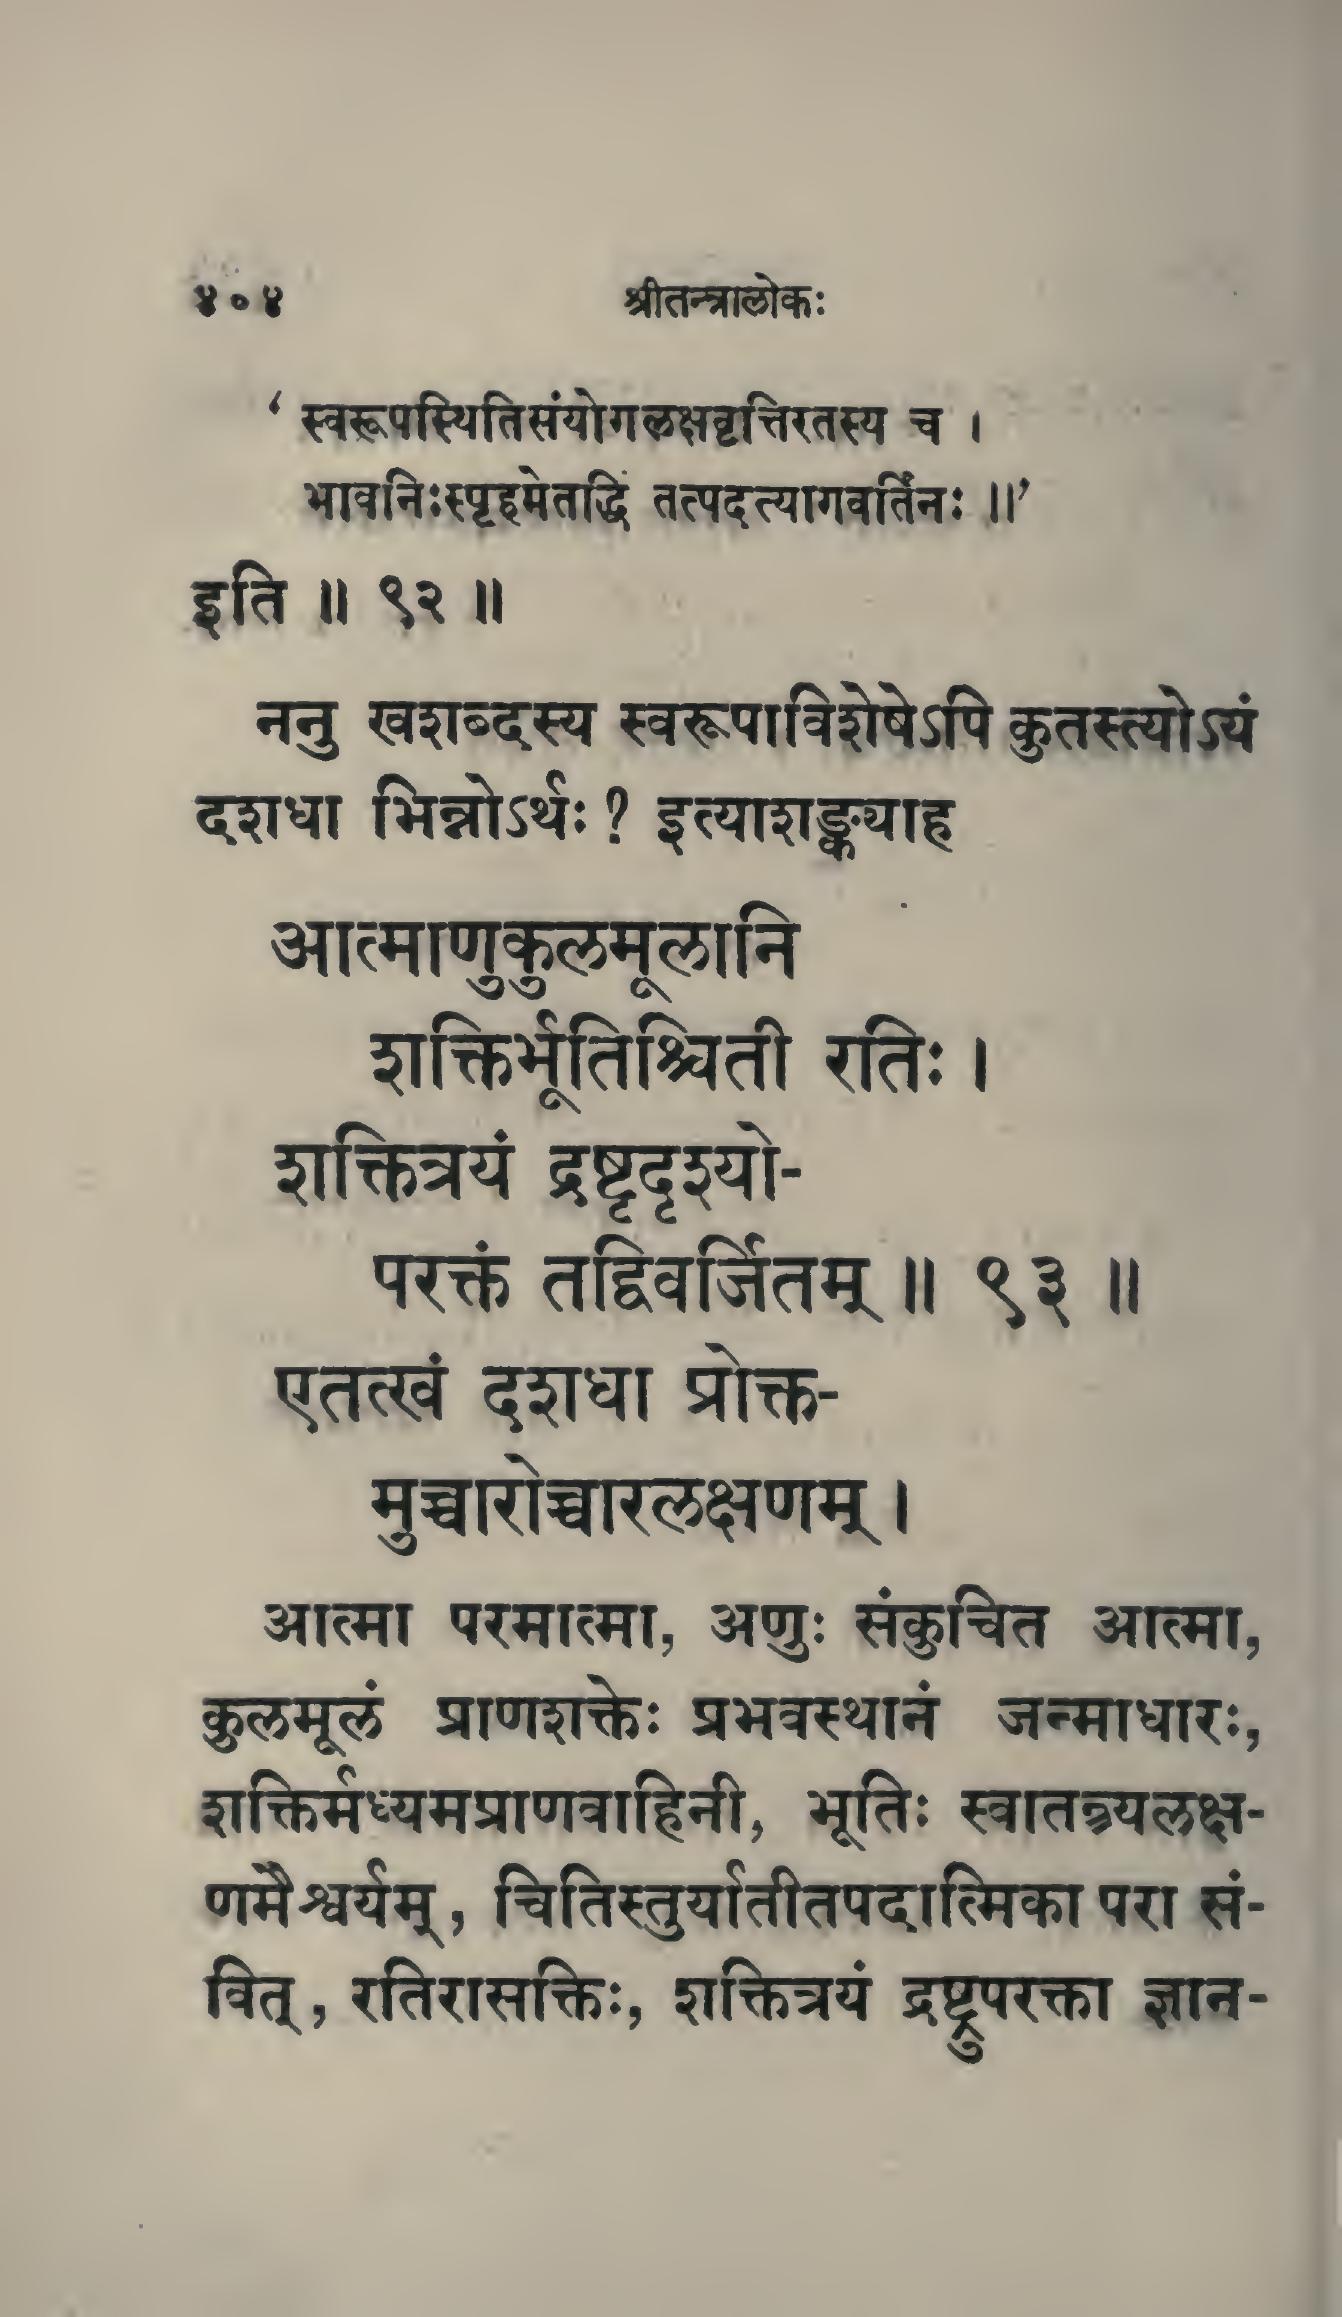 ४०४ श्रीतन्त्रालोकः
‘ स्वरूपस्थितिसंयोगलक्षवृत्तिरतस्य च ।
भावनिःस्पृहमेतद्धि तत्पदत्यागवर्तिनः ॥’
इति ॥ ९२ ॥
ननु खशब्दस्य स्वरूपाविशेषेऽपि कुतस्त्योऽयं
दशधा भिन्नोऽर्थः ? इत्याशङ्क्याह
आत्माणुकुलमूलानि
शक्तिर्भूतिश्चिती रतिः ।
शक्तित्रयं द्रष्टृदृश्यो-
परक्तं तद्विवर्जितम् ॥ ९३ ॥
एतत्खं दशधा प्रोक्त-
मुच्चारोच्चारलक्षणम् ।
आत्मा परमात्मा, अणुः संकुचित आत्मा,
कुलमूलं प्राणशक्तेः प्रभवस्थानं जन्माधारः,
शक्तिर्मध्यमप्राणवाहिनी, भूतिः स्वातन्त्र्यलक्ष-
णमैश्वर्यम्, चितिस्तुर्यातीतपदात्मिका परा सं-
वित्, रतिरासक्तिः, शक्तित्रयं द्रष्ट्रुपरक्ता ज्ञान-